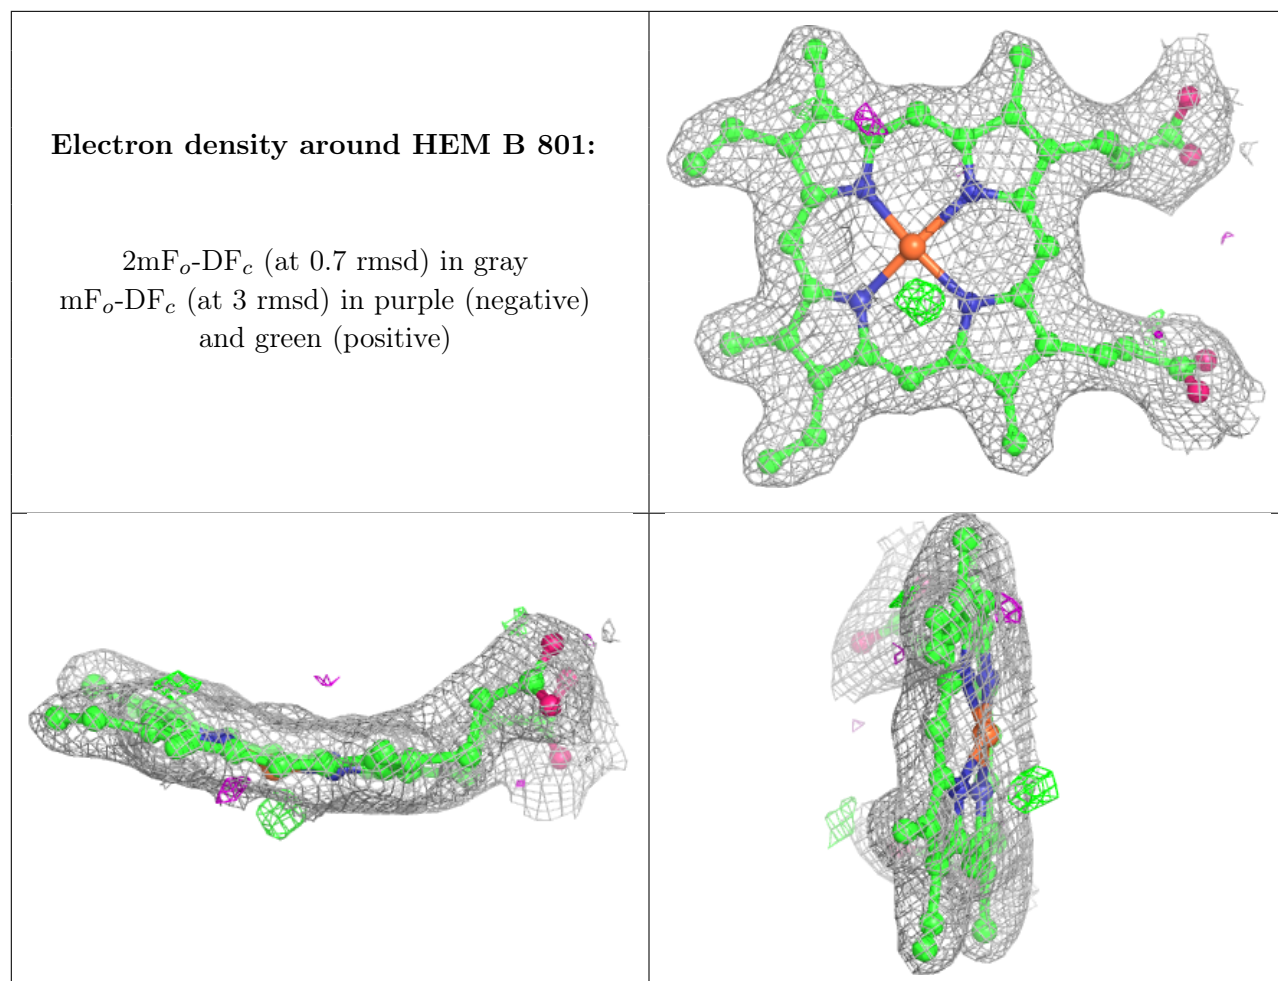 Electron density around HEM B 801:
2mFo-DFc (at 0.7 rmsd) in gray
mFo-DFc (at 3 rmsd) in purple (negative)
and green (positive)